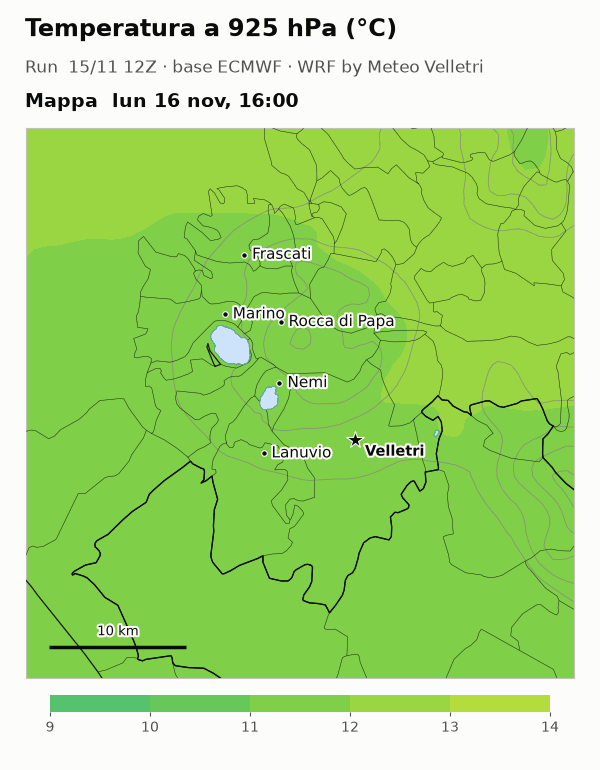 Temperatura a 925 hPa (°C)
Run  15/11 12Z · base ECMWF · WRF by Meteo Velletri
Mappa  lun 16 nov, 16:00
Frascati
Marino
Rocca di Papa
Nemi
Velletri
Lanuvio
10 km
9 10 11 12 13 14